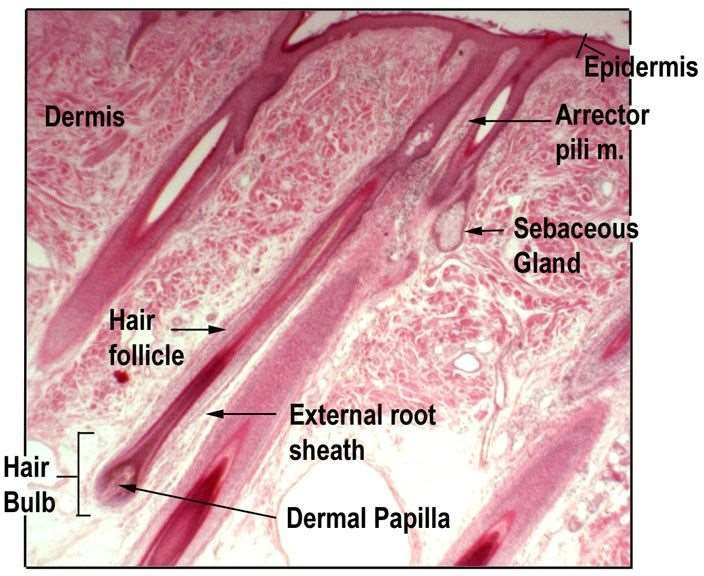 Epidermis
Dermis
Arrector
pili m.
Sebaceous
Gland
Hair
follicle
External root
sheath
Hair
Bulb
Dermal Papilla